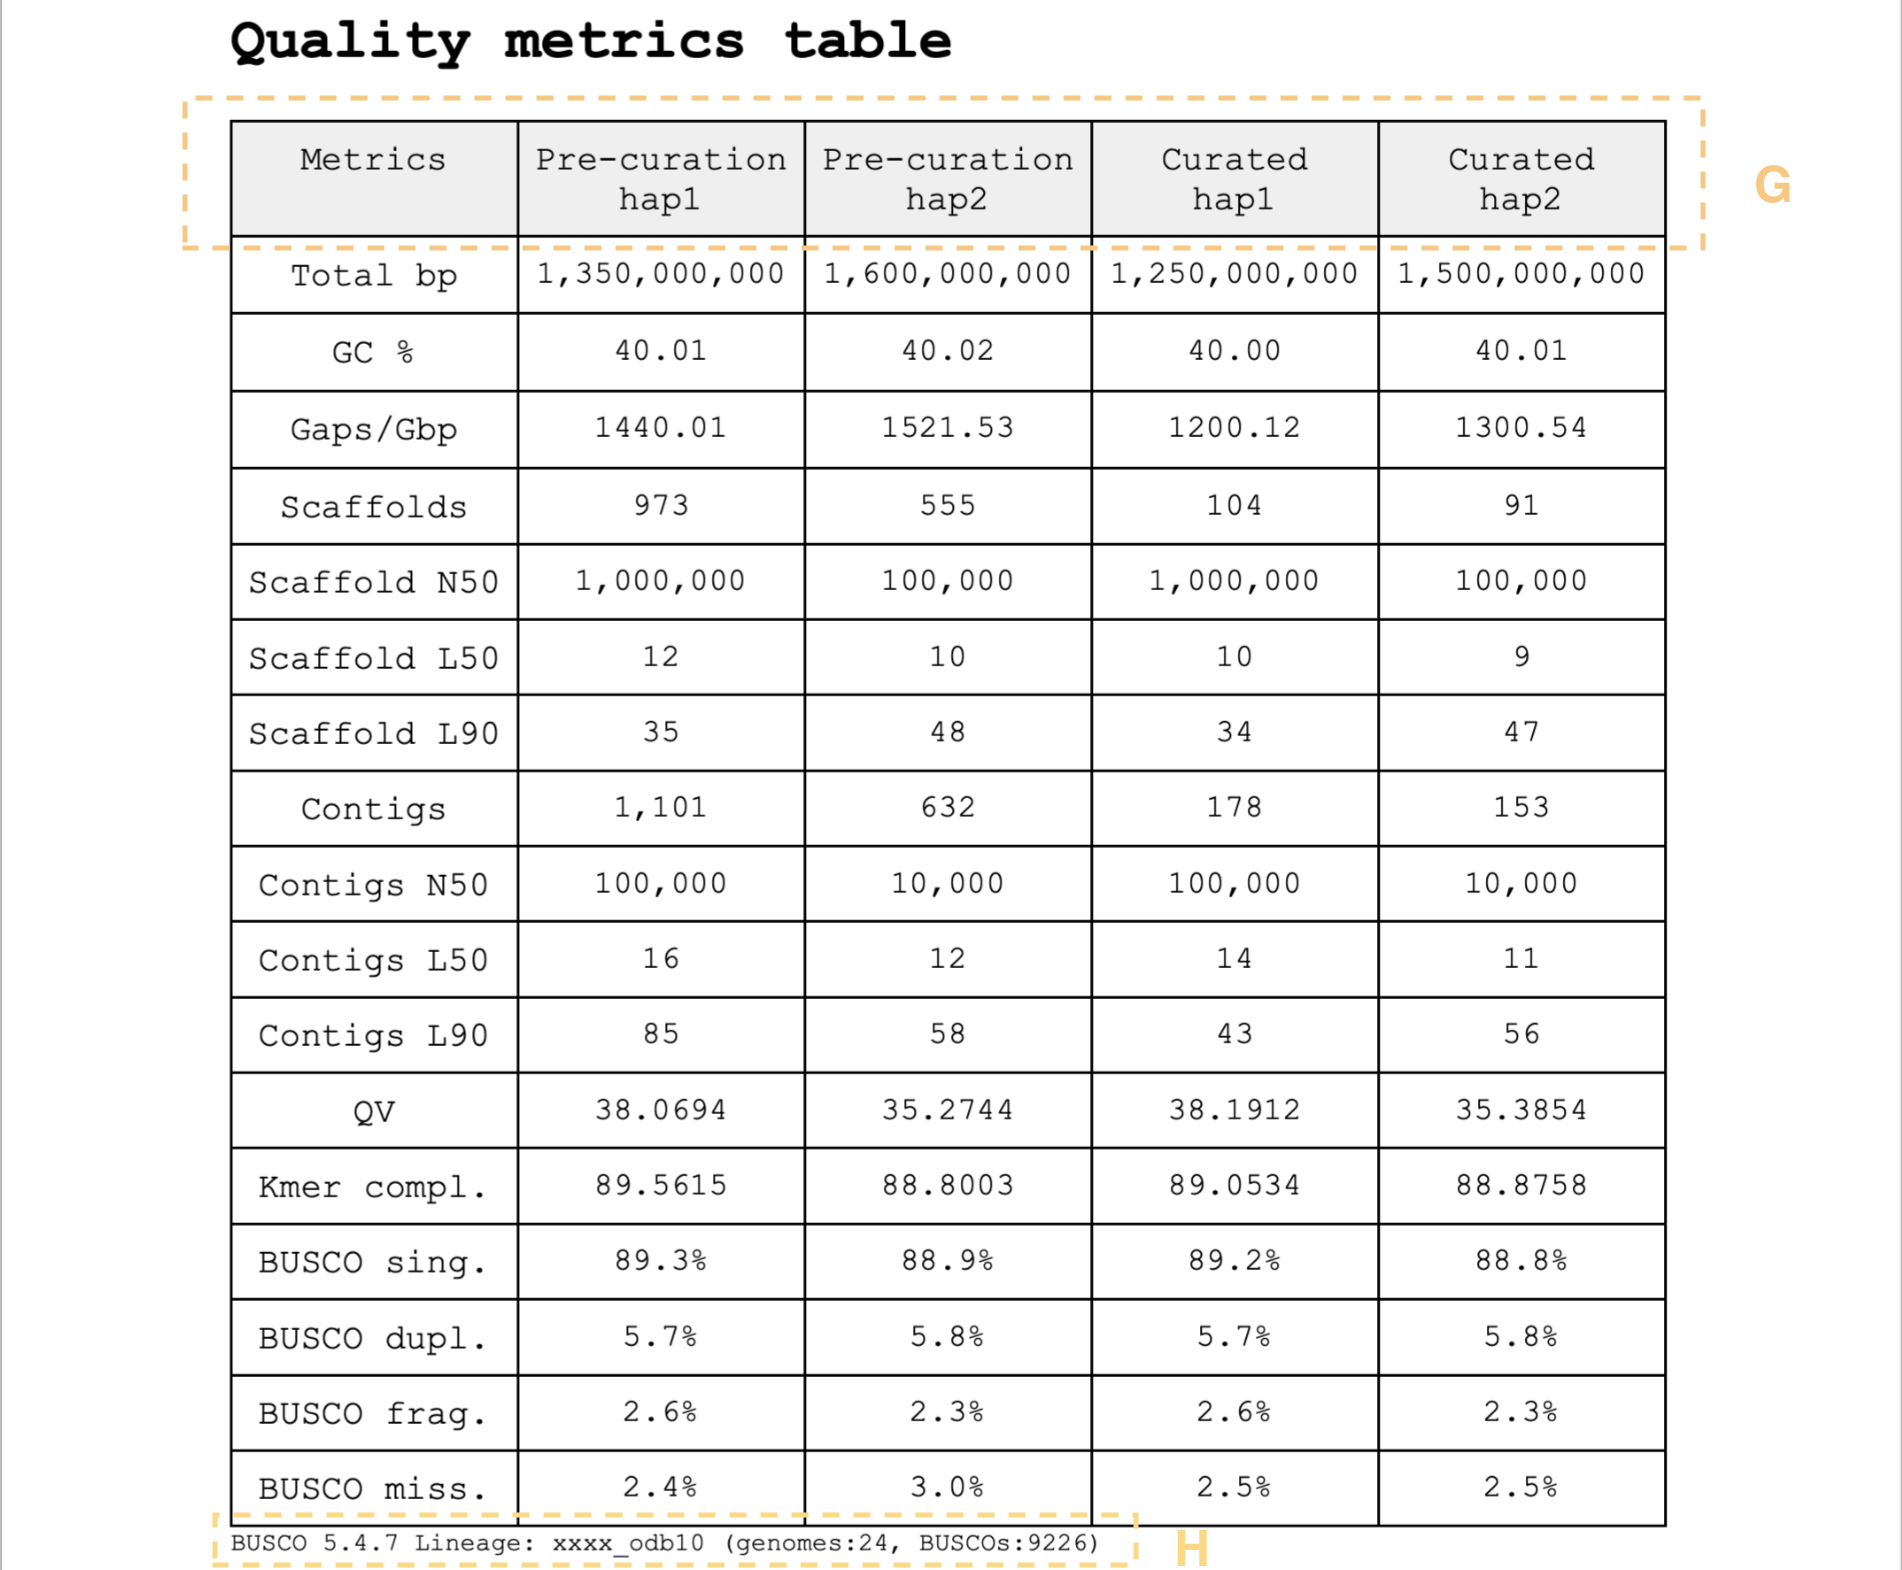 Quality metrics table
G
Metrics Pre-curation hap1 Pre-curation hap2 Curated hap1 Curated hap2
Total bp 1,350,000,000 1,600,000,000 1,250,000,000 1,500,000,000
GC % 40.01 40.02 40.00 40.01
Gaps/Gbp 1440.01 1521.53 1200.12 1300.54
Scaffolds 973 555 104 91
Scaffold N50 1,000,000 100,000 1,000,000 100,000
Scaffold L50 12 10 10 9
Scaffold L90 35 48 34 47
Contigs 1,101 632 178 153
Contigs N50 100,000 10,000 100,000 10,000
Contigs L50 16 12 14 11
Contigs L90 85 58 43 56
QV 38.0694 35.2744 38.1912 35.3854
Kmer compl. 89.5615 88.8003 89.0534 88.8758
BUSCO sing. 89.3% 88.9% 89.2% 88.8%
BUSCO dupl. 5.7% 5.8% 5.7% 5.8%
BUSCO frag. 2.6% 2.3% 2.6% 2.3%
BUSCO miss. 2.4% 3.0% 2.5% 2.5%
BUSCO 5.4.7 Lineage: xxxx_odb10 (genomes:24, BUSCOs:9226)
H